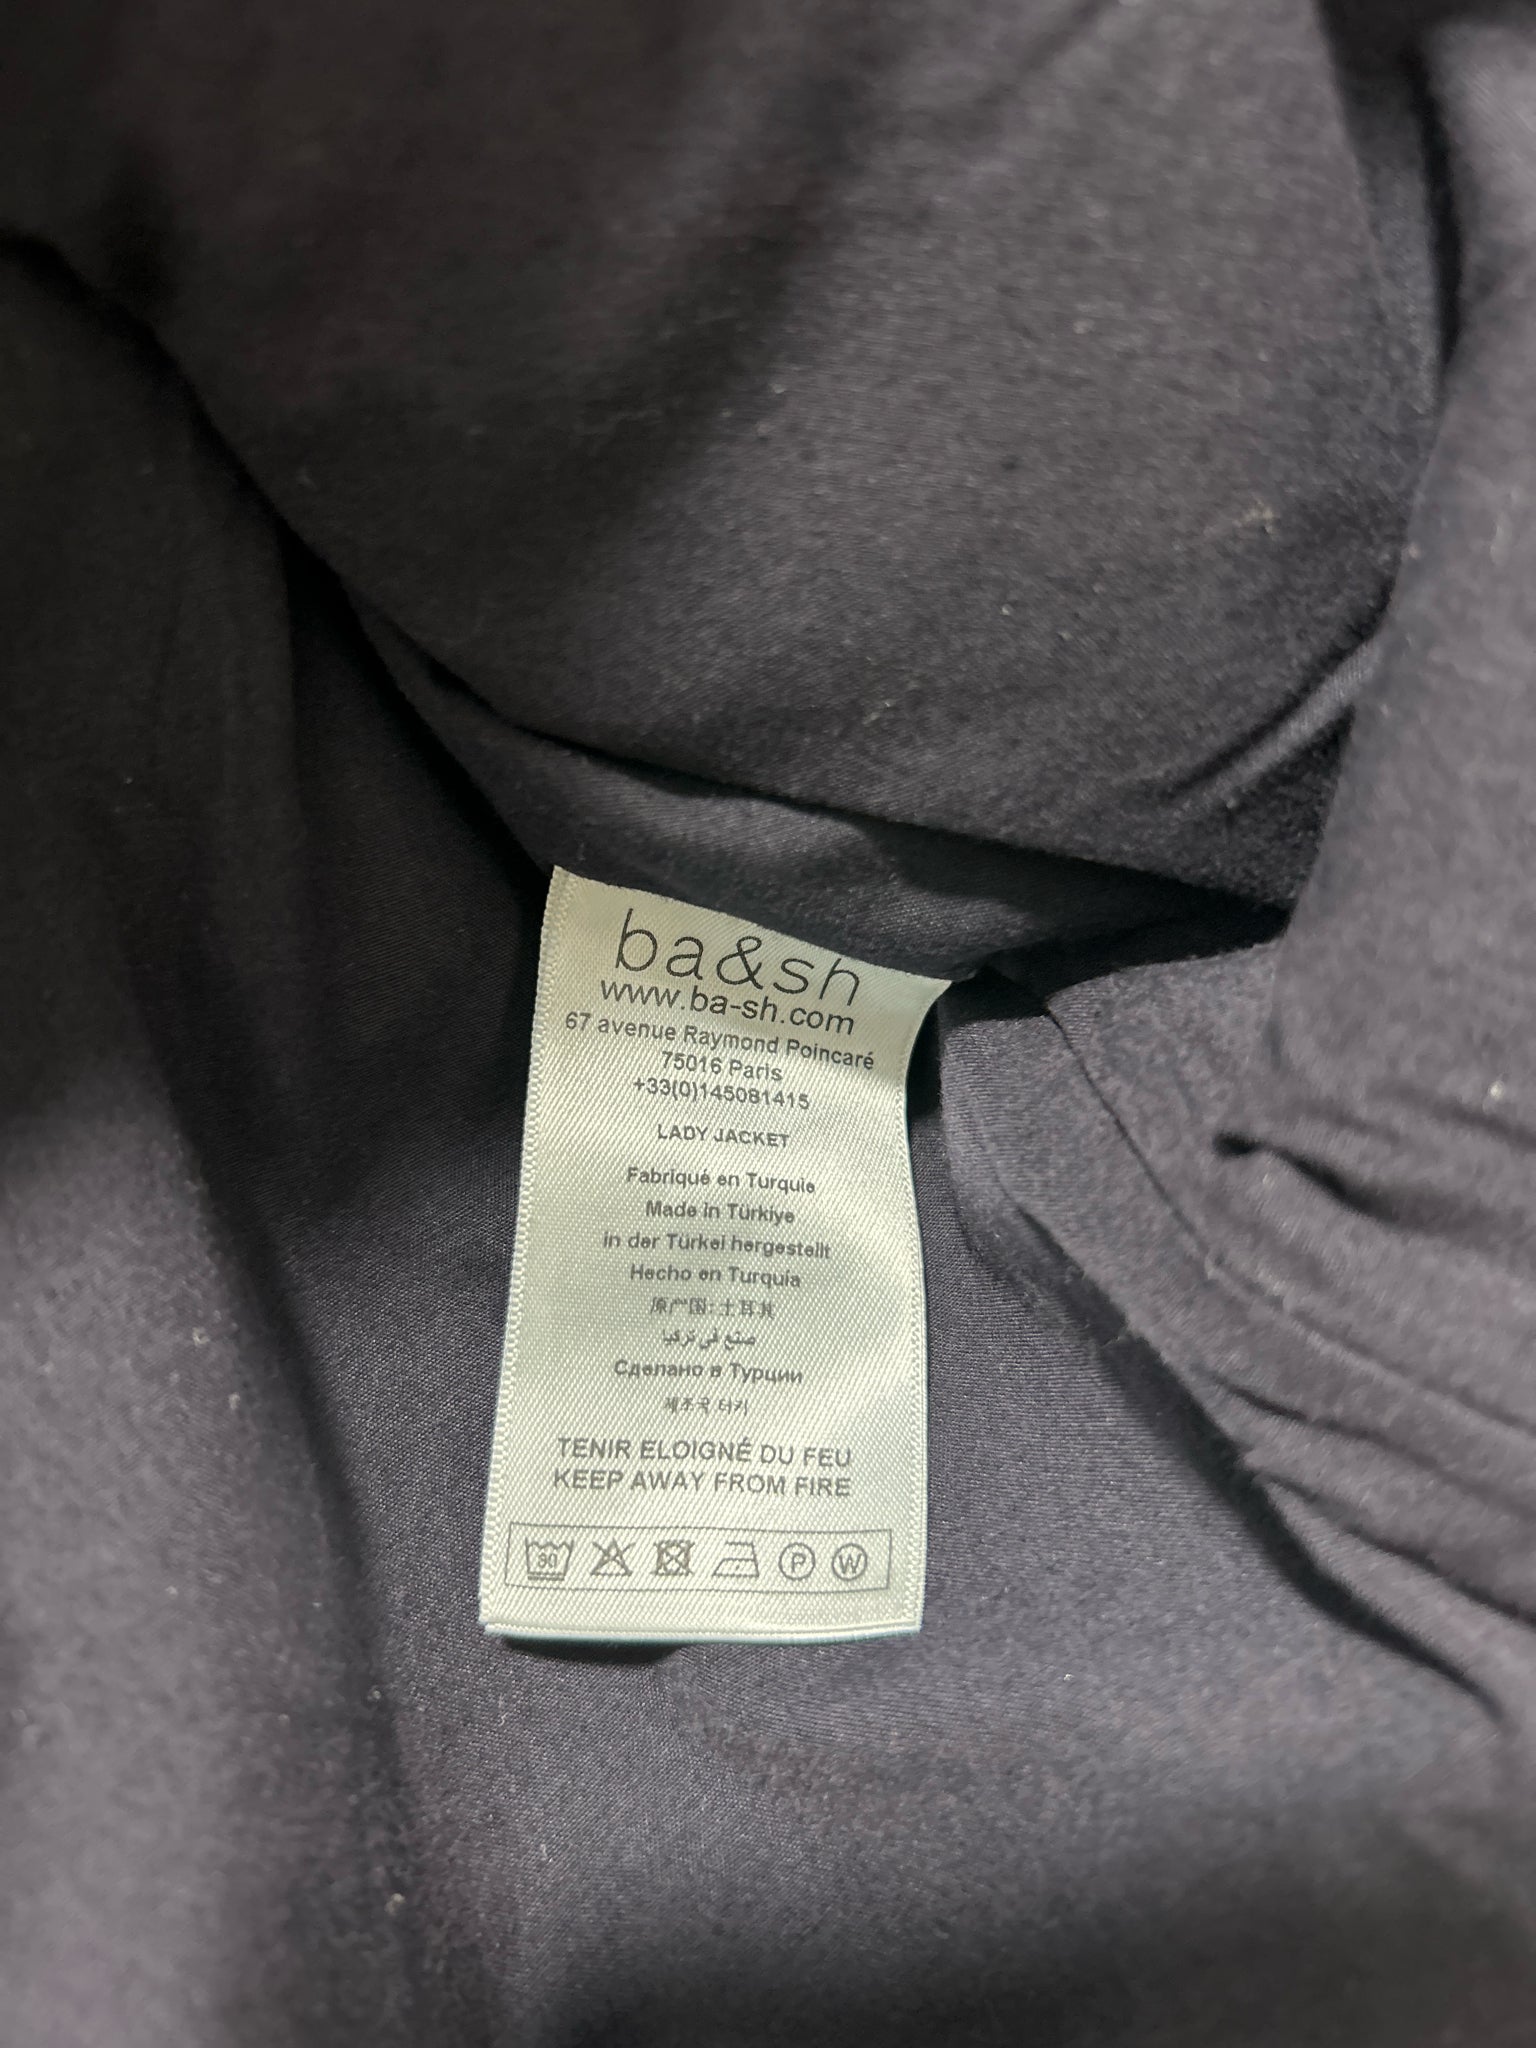 ba&sh
www.ba-sh.com
67 avenue Raymond Poincaré
75016 Paris
+33(0)145081415
LADY JACKET
Fabriqué en Turquie
Made in Türkiye
in der Türkei hergestellt
Hecho en Turquía
原产国:土耳其
صنع في تركيا
Сделано в Турции
제조국 터키
TENIR ELOIGNÉ DU FEU
KEEP AWAY FROM FIRE
30 P W